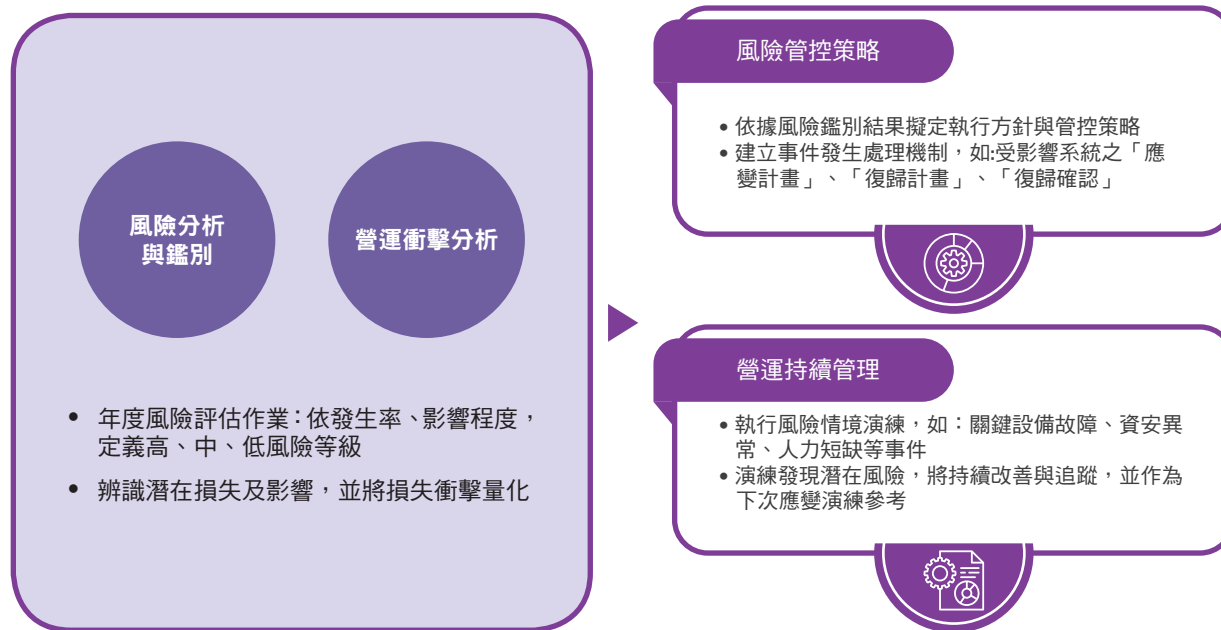 風險分析
與鑑別
營運衝擊分析
• 年度風險評估作業：依發生率、影響程度，
定義高、中、低風險等級
• 辨識潛在損失及影響，並將損失衝擊量化
風險管控策略
• 依據風險鑑別結果擬定執行方針與管控策略
• 建立事件發生處理機制，如:受影響系統之「應
變計畫」、「復歸計畫」、「復歸確認」
營運持續管理
• 執行風險情境演練，如：關鍵設備故障、資安異
常、人力短缺等事件
• 演練發現潛在風險，將持續改善與追蹤，並作為
下次應變演練參考